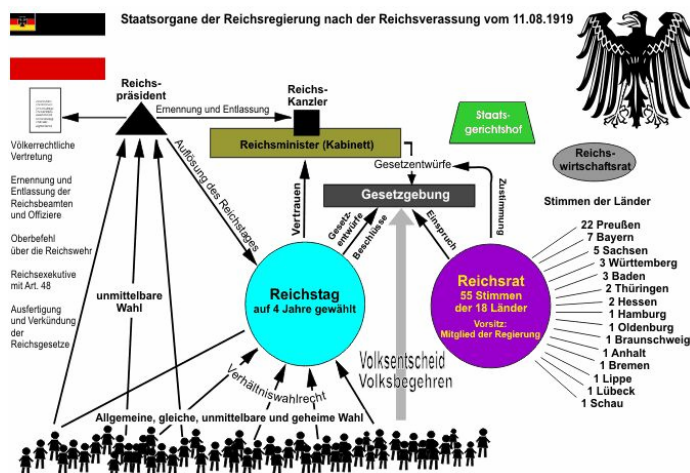 Staatsorgane der Reichsregierung nach der Reichsverassung vom 11.08.1919
Reichs-
präsident
Ernennung und Entlassung
Reichs-
Kanzler
Reichsminister (Kabinett)
Staats-
gerichtshof
Reichs-
wirtschaftsrat
Gesetzentwürfe
Gesetzgebung
Völkerrechtliche
Vertretung
Ernennung und
Entlassung der
Reichsbeamten
und Offiziere
Oberbefehl
über die Reichswehr
Reichsexekutive
mit Art. 48
Ausfertigung
und Verkündung
der
Reichsgesetze
Auflösung des Reichstages
Vertrauen
Gesetz-
entwürfe
Beschlüsse
Einspruch
Zustimmung
unmittelbare
Wahl
Reichstag
auf 4 Jahre gewählt
Reichsrat
55 Stimmen
der 18 Länder
Vorsitz:
Mitglied der Regierung
Stimmen der Länder
22 Preußen
7 Bayern
5 Sachsen
3 Württemberg
3 Baden
2 Thüringen
2 Hessen
1 Hamburg
1 Oldenburg
1 Braunschweig
1 Anhalt
1 Bremen
1 Lippe
1 Lübeck
1 Schau
Volksentscheid
Volksbegehren
Verhältniswahlrecht
Allgemeine, gleiche, unmittelbare und geheime Wahl